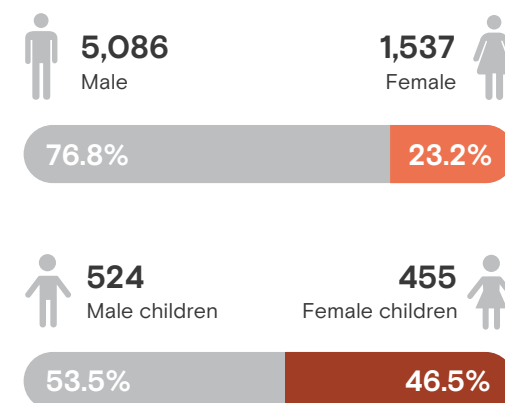 5,086
Male
1,537
Female
76.8%
23.2%
524
Male children
455
Female children
53.5%
46.5%